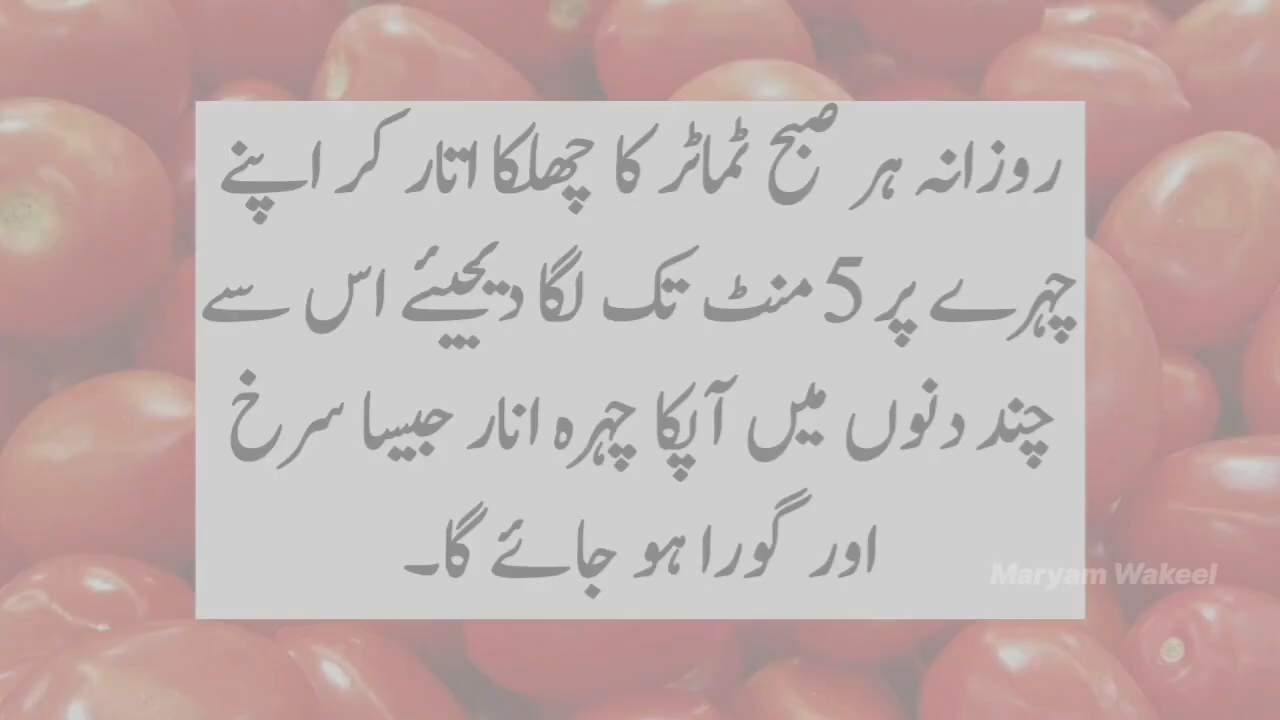 روزانہ ہر صبح ٹماٹر کا چھلکا اتار کر اپنے
چہرے پر 5 منٹ تک لگا دیجیئے اس سے
چند دنوں میں آپکا چہرہ انار جیسا سرخ
اور گورا ہو جائے گا۔
Maryam Wakeel